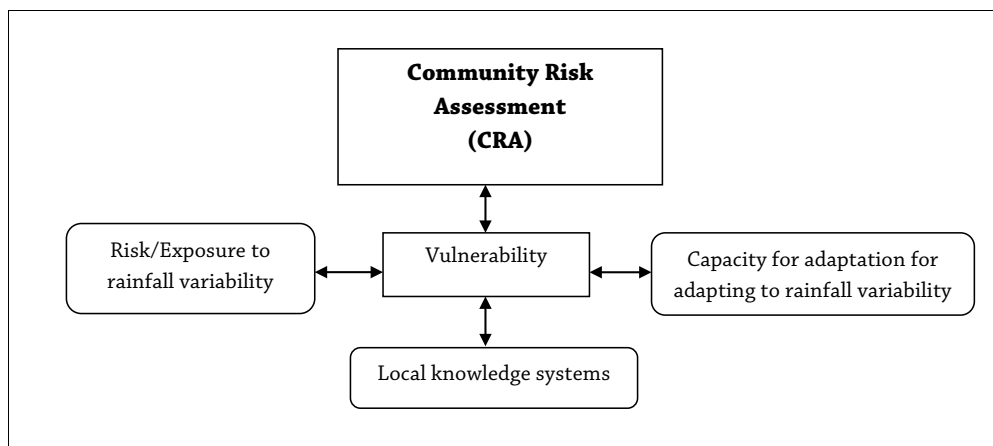 Community Risk
Assessment
(CRA)
Risk/Exposure to
rainfall variability
Vulnerability
Capacity for adaptation for
adapting to rainfall variability
Local knowledge systems